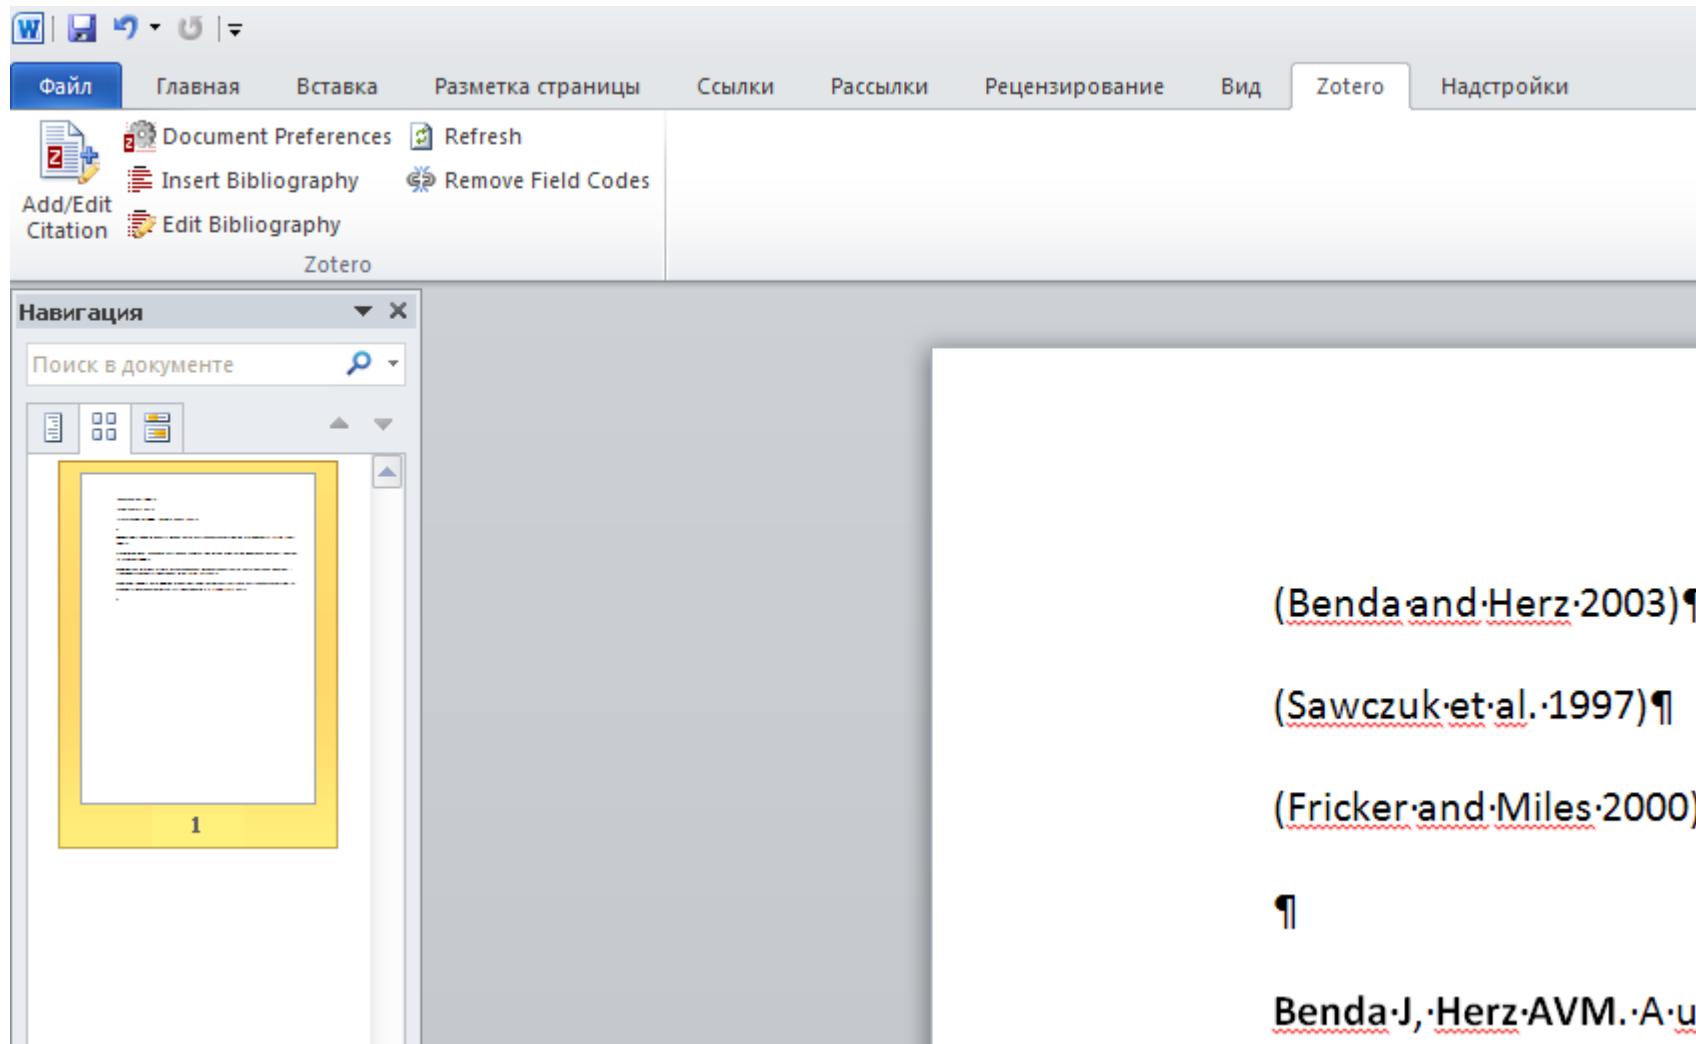 Файл Главная Вставка Разметка страницы Ссылки Рассылки Рецензирование Вид Zotero Надстройки
Add/Edit
Citation
Document Preferences
Insert Bibliography
Edit Bibliography
Refresh
Remove Field Codes
Zotero
Навигация
Поиск в документе
1
(Benda·and·Herz·2003)¶
(Sawczuk·et·al.·1997)¶
(Fricker·and·Miles·2000)
¶
Benda·J,·Herz·AVM.·A·u